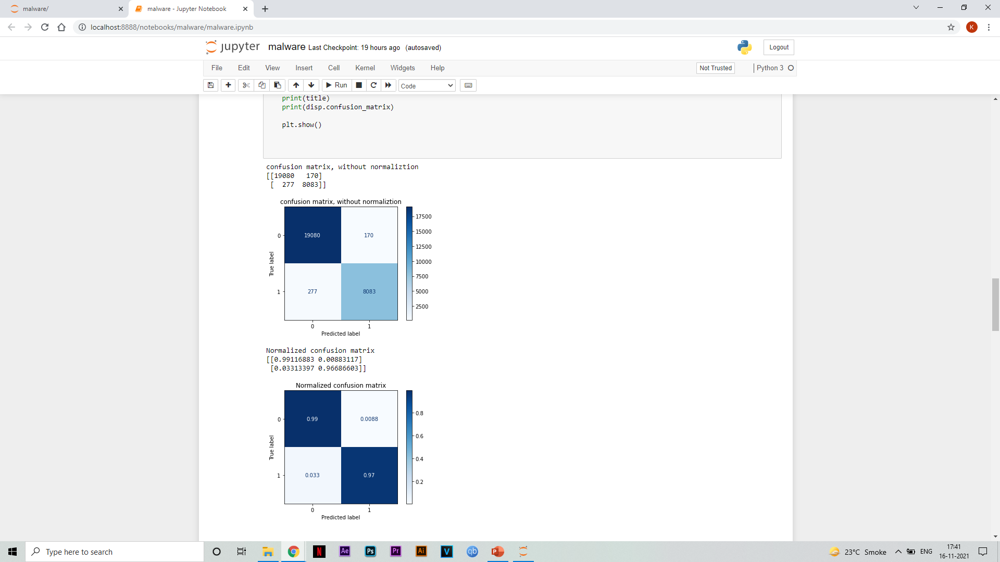 malware/
malware - Jupyter Notebook
localhost:8888/notebooks/malware/malware.ipynb
K
jupyter malware Last Checkpoint: 19 hours ago (autosaved)
Logout
File Edit View Insert Cell Kernel Widgets Help
Not Trusted
Python 3
Run
Code
print(title)
print(disp.confusion_matrix)
plt.show()
confusion matrix, without normaliztion
[[19080   170]
 [  277  8083]]
confusion matrix, without normaliztion
True label
0
1
19080
170
277
8083
0
1
Predicted label
17500
15000
12500
10000
7500
5000
2500
Normalized confusion matrix
[[0.99116883 0.00883117]
 [0.03313397 0.96686603]]
Normalized confusion matrix
True label
0
1
0.99
0.0088
0.033
0.97
0
1
Predicted label
0.8
0.6
0.4
0.2
Type here to search
N
Ae
Ps
Pr
Ai
V
qb
P
23°C Smoke
ENG
17:41
16-11-2021